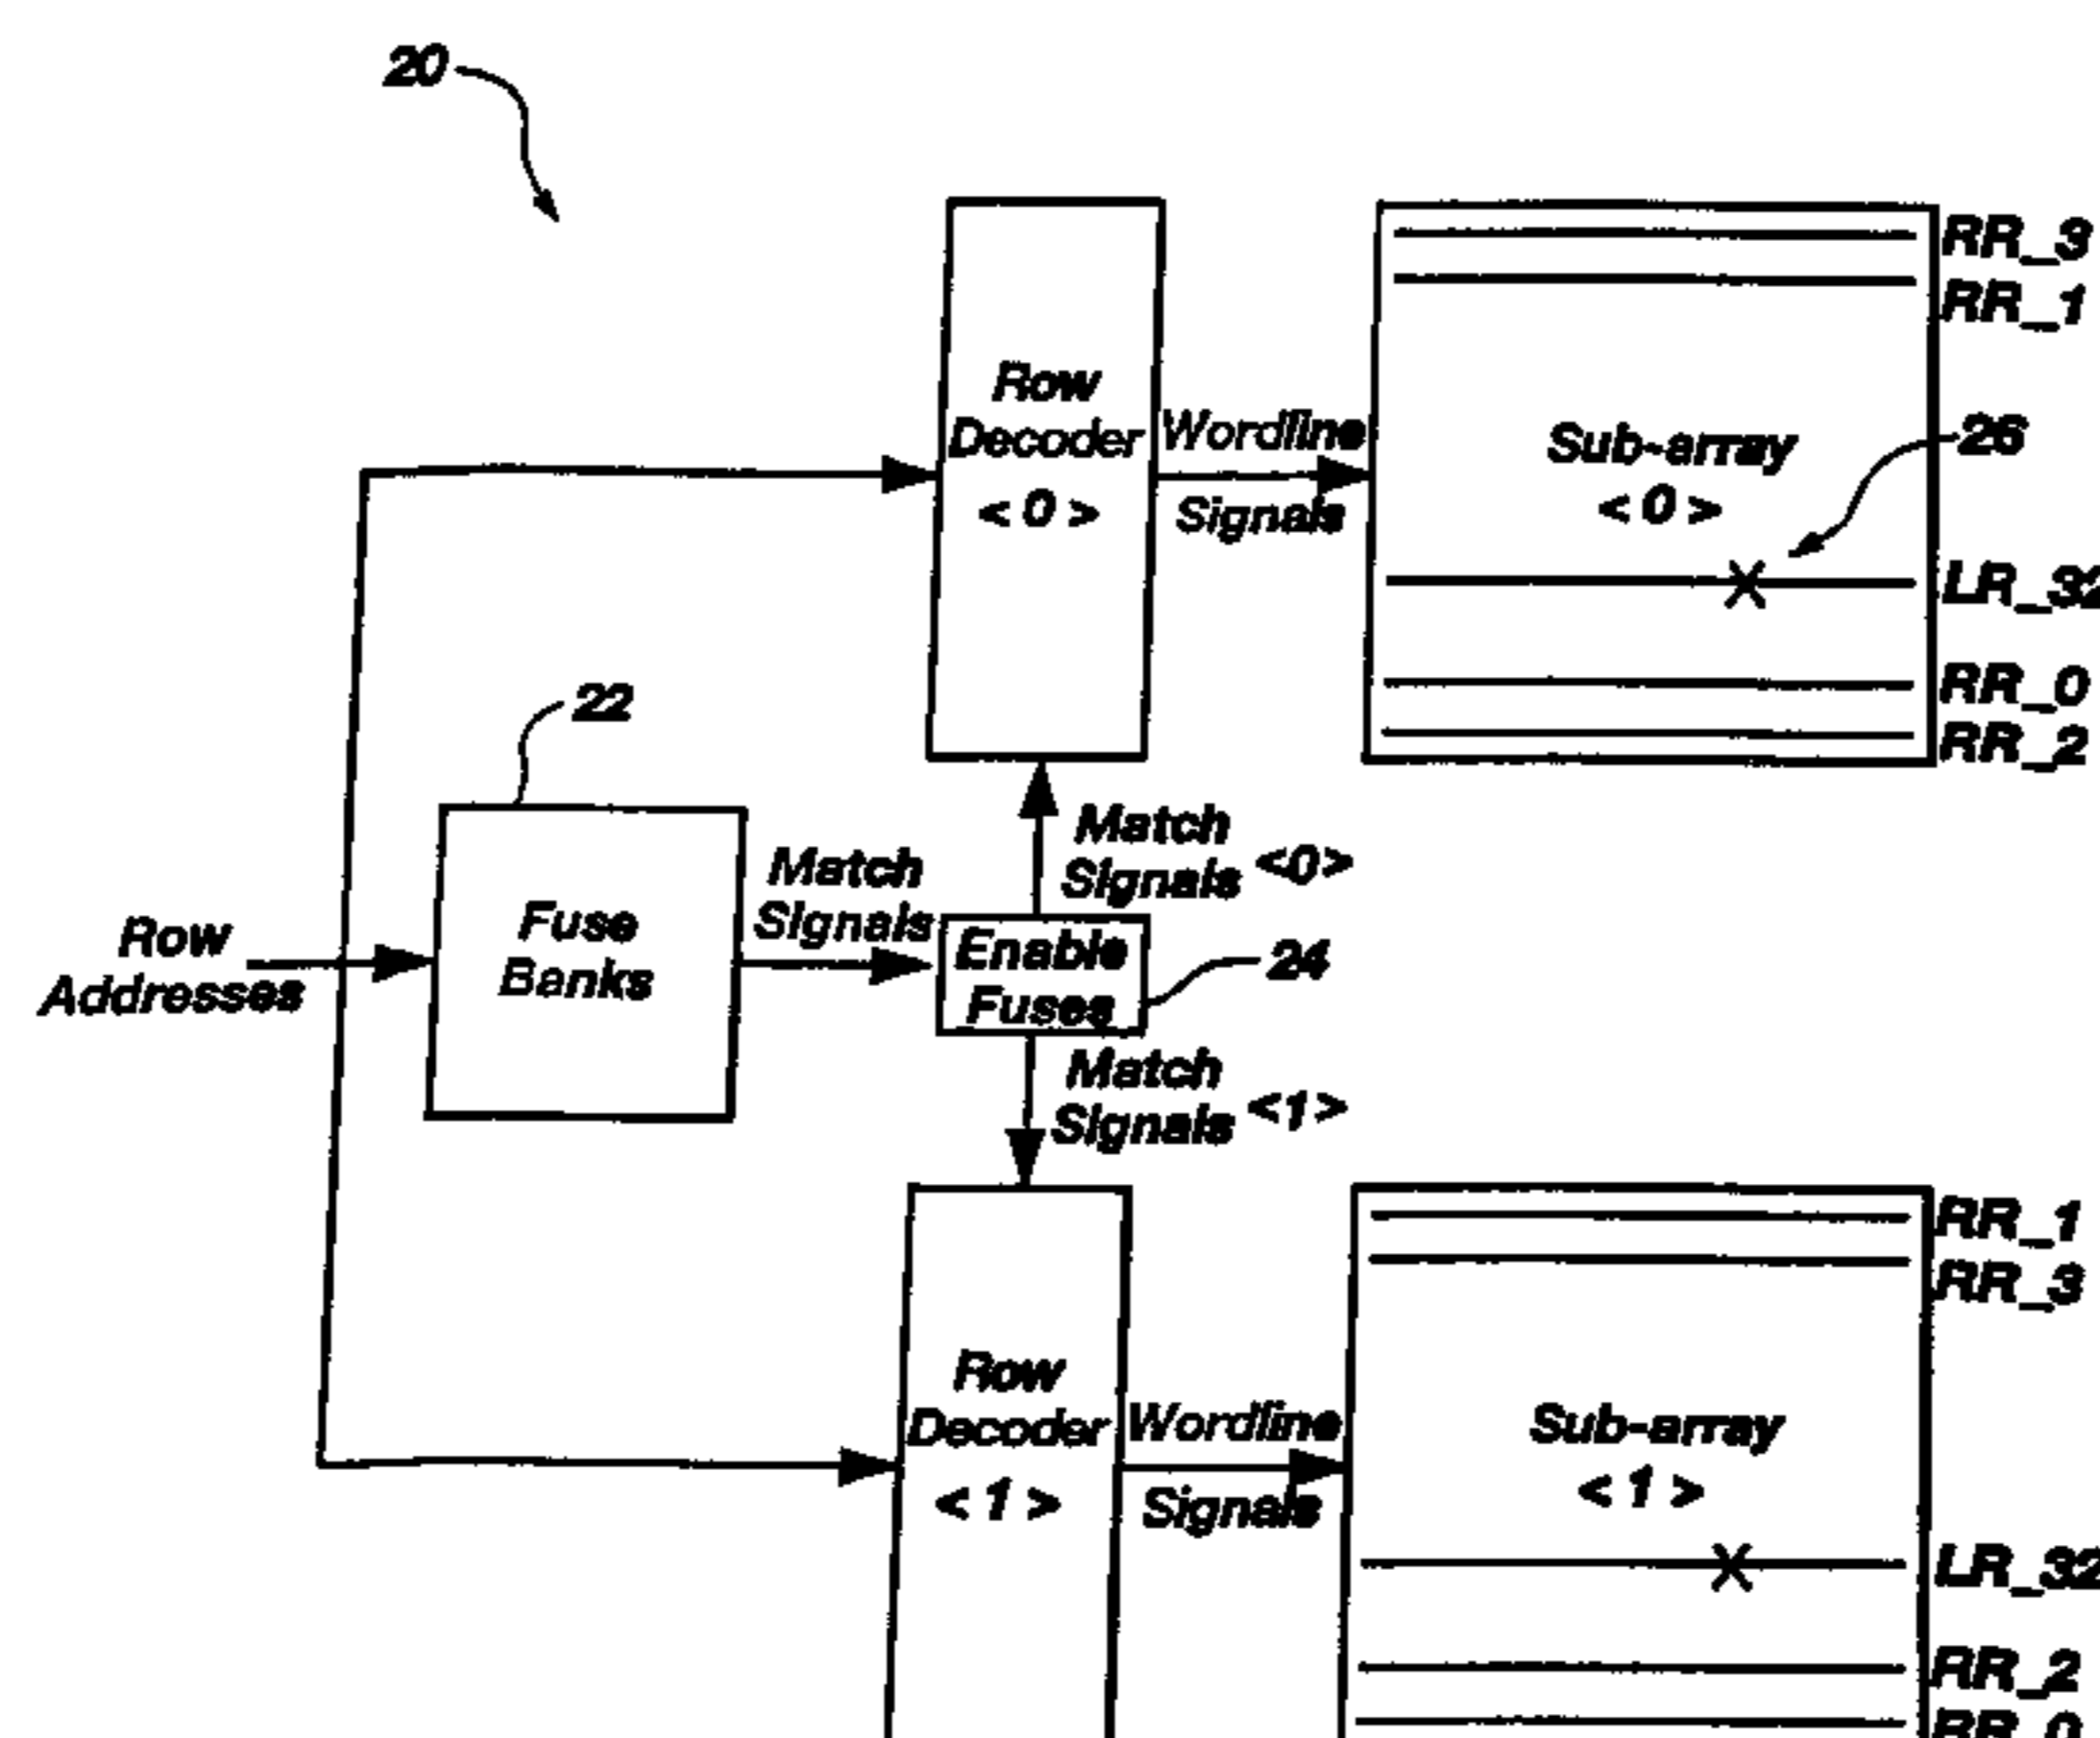 20
RR_3
RR_1
Row
Decoder
< 0 >
Wordline
Signals
Sub-array
< 0 >
26
LR_32
RR_0
RR_2
22
Match
Signals <0>
Fuse
Banks
Match
Signals
Row
Addresses
Enable
Fuses
24
Match
Signals <1>
RR_1
RR_3
Row
Decoder
< 1 >
Wordline
Signals
Sub-array
< 1 >
LR_32
RR_2
RR_0